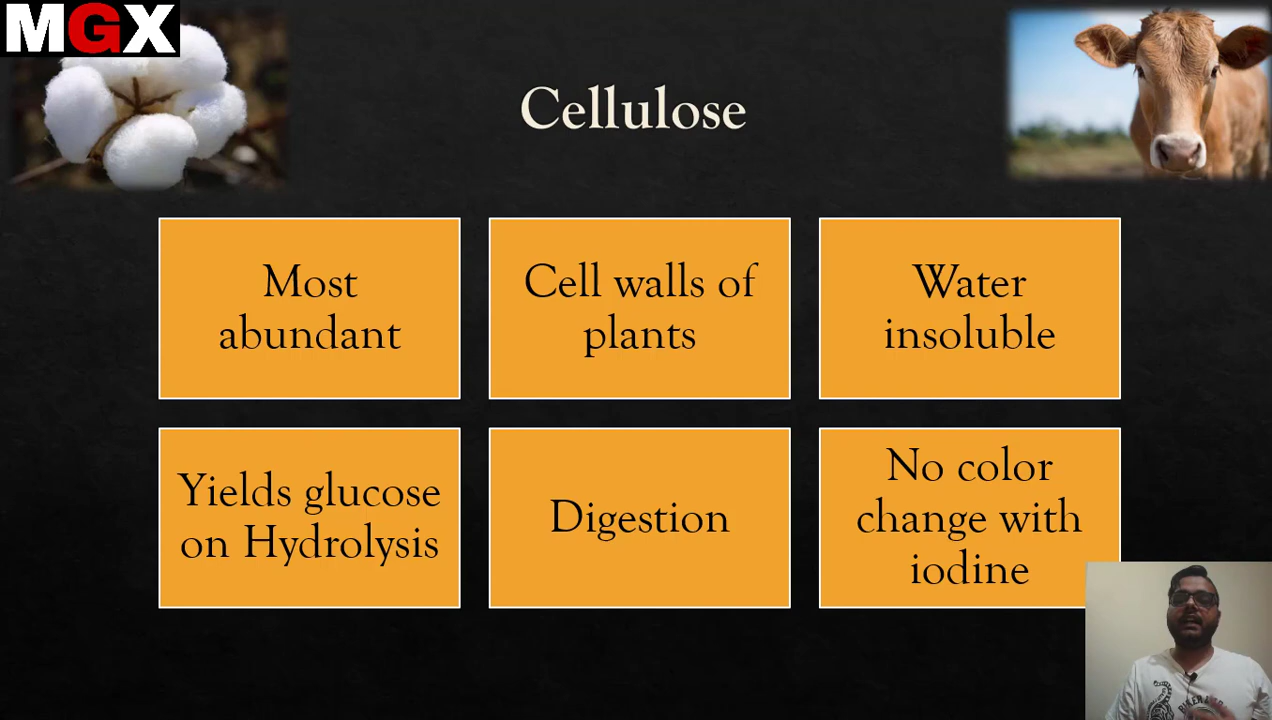 MGX
Cellulose
Most
abundant
Cell walls of
plants
Water
insoluble
Yields glucose
on Hydrolysis
Digestion
No color
change with
iodine